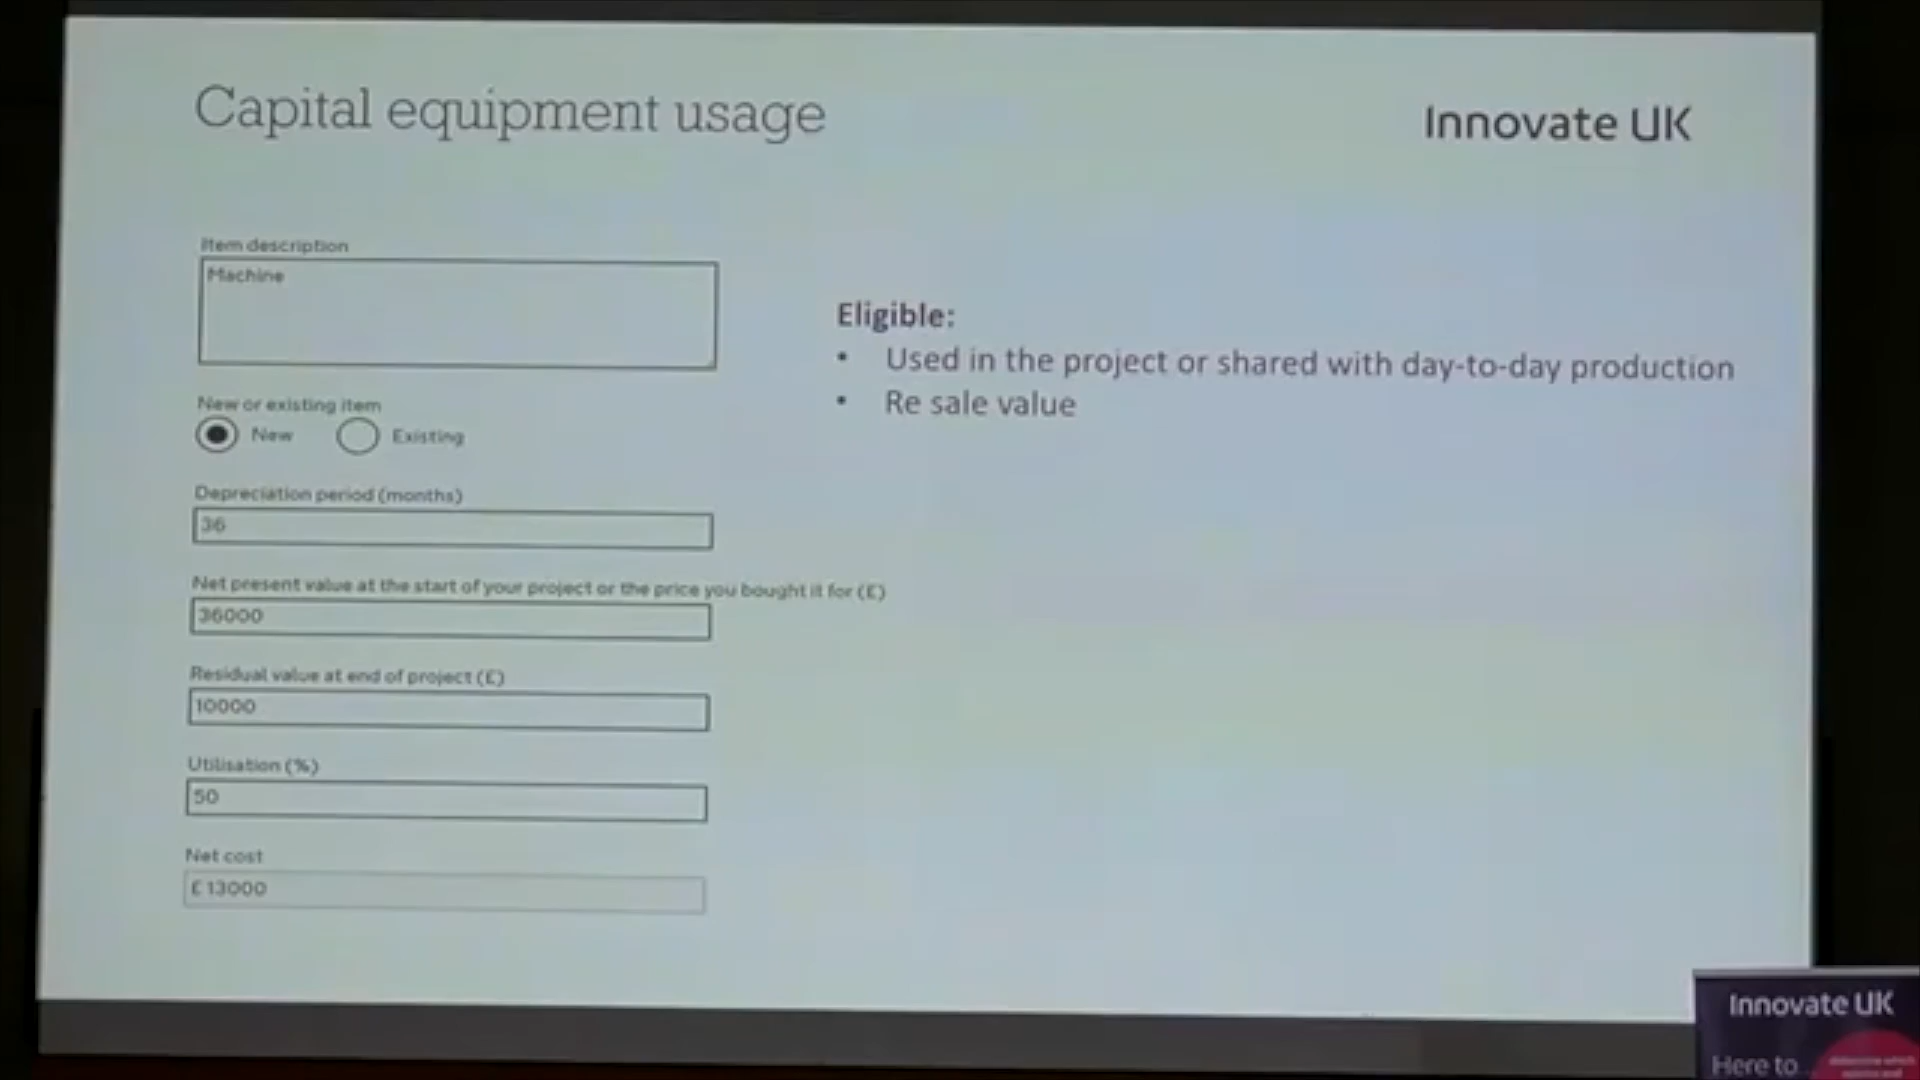 Capital equipment usage
Innovate UK
Item description
Machine
New or existing item
New
Existing
Depreciation period (months)
36
Net present value at the start of your project or the price you bought it for (£)
36000
Residual value at end of project (£)
10000
Utilisation (%)
50
Net cost
£13000
Eligible:
• Used in the project or shared with day-to-day production
• Re sale value
Innovate UK
Here to